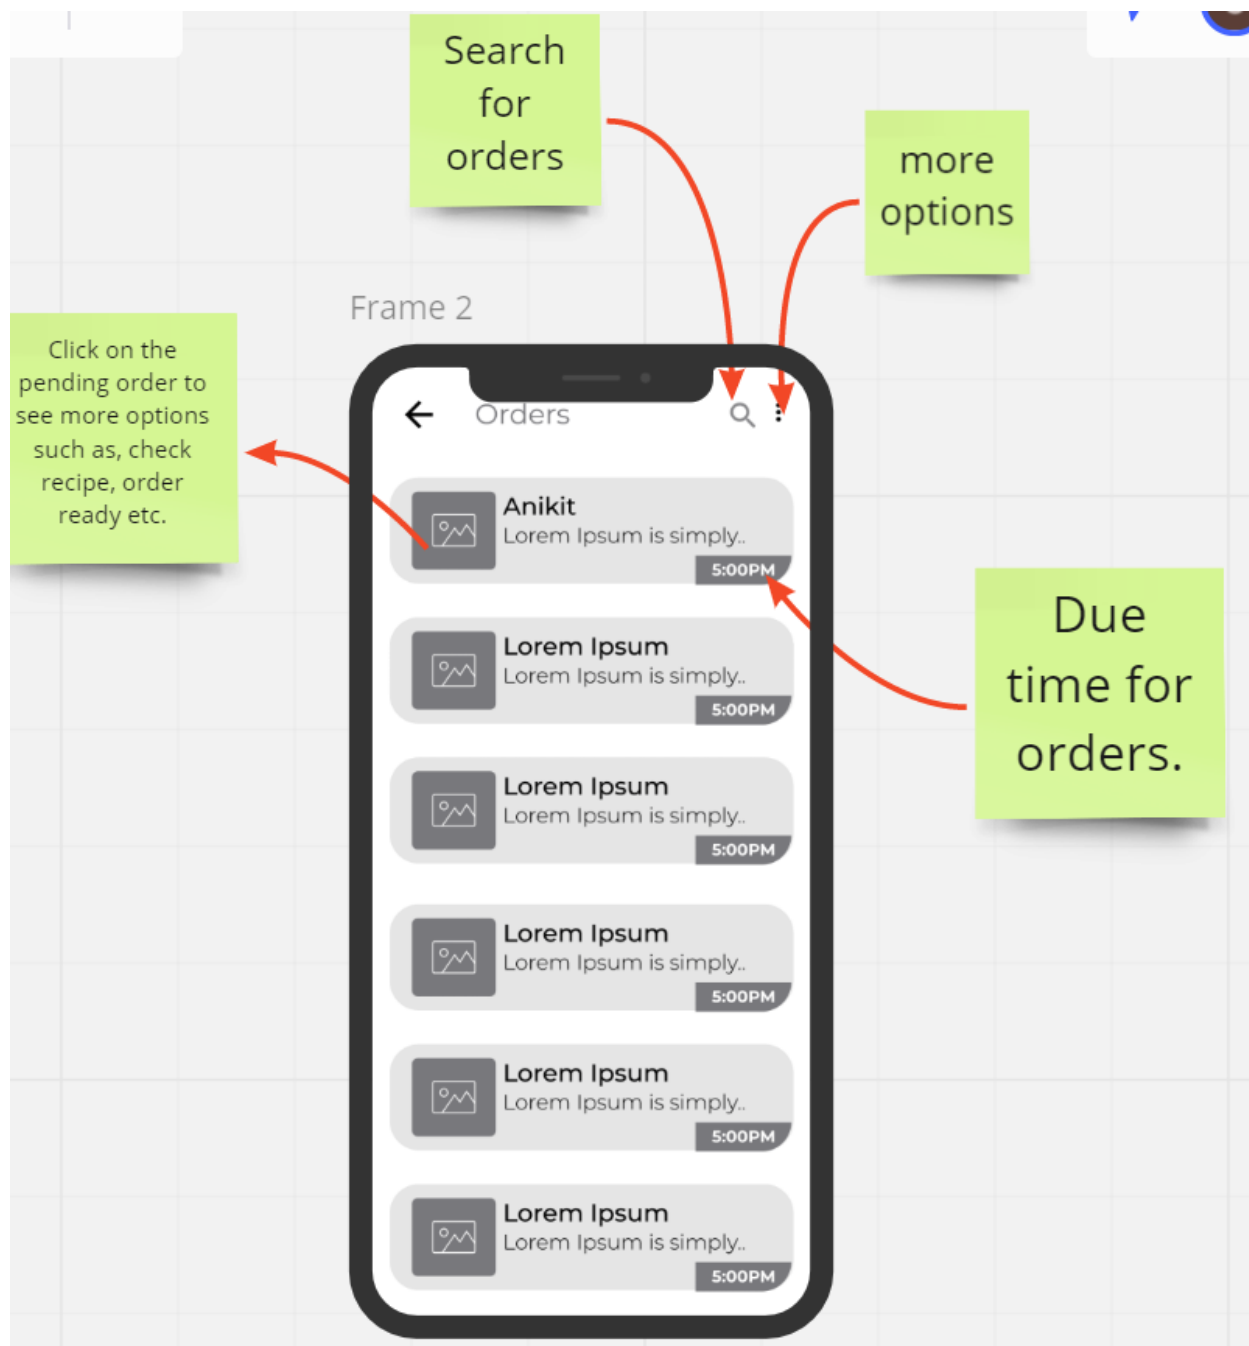 Search
for
orders
more
options
Frame 2
Click on the
pending order to
see more options
such as, check
recipe, order
ready etc.
Orders
Anikit
Lorem Ipsum is simply..
5:00PM
Lorem Ipsum
Lorem Ipsum is simply..
5:00PM
Lorem Ipsum
Lorem Ipsum is simply..
5:00PM
Lorem Ipsum
Lorem Ipsum is simply..
5:00PM
Lorem Ipsum
Lorem Ipsum is simply..
5:00PM
Lorem Ipsum
Lorem Ipsum is simply..
5:00PM
Due
time for
orders.